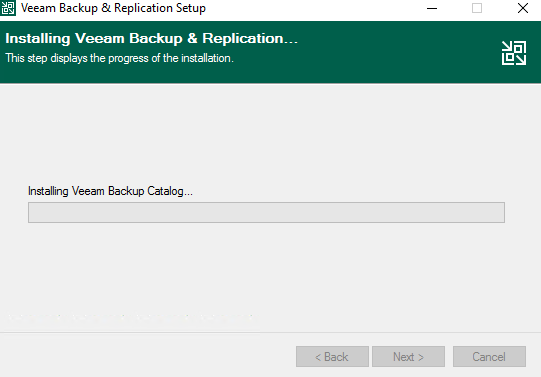 Veeam Backup & Replication Setup
Installing Veeam Backup & Replication...
This step displays the progress of the installation.
Installing Veeam Backup Catalog...
< Back
Next >
Cancel